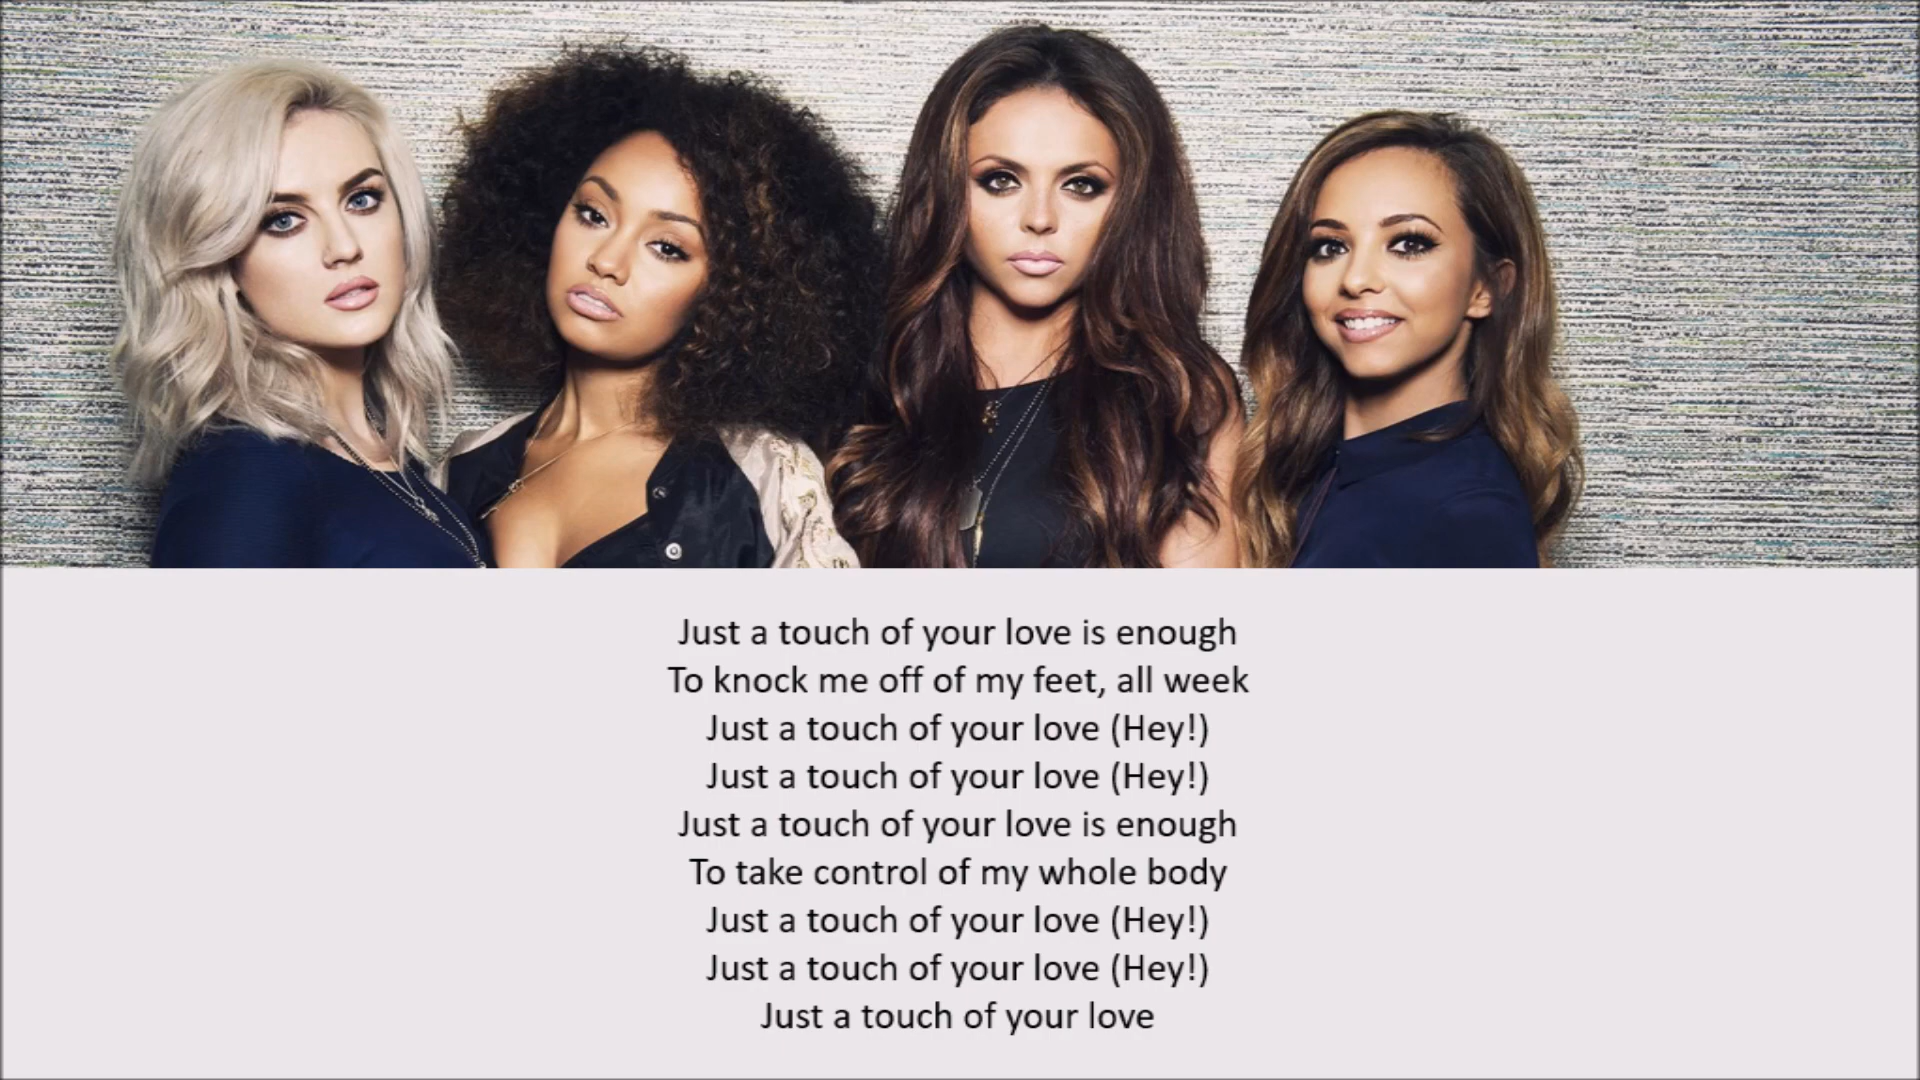 Just a touch of your love is enough
To knock me off of my feet, all week
Just a touch of your love (Hey!)
Just a touch of your love (Hey!)
Just a touch of your love is enough
To take control of my whole body
Just a touch of your love (Hey!)
Just a touch of your love (Hey!)
Just a touch of your love